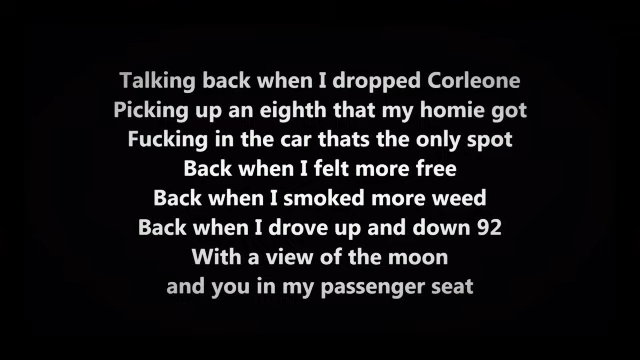 Talking back when I dropped Corleone
Picking up an eighth that my homie got
Fucking in the car thats the only spot
Back when I felt more free
Back when I smoked more weed
Back when I drove up and down 92
With a view of the moon
and you in my passenger seat